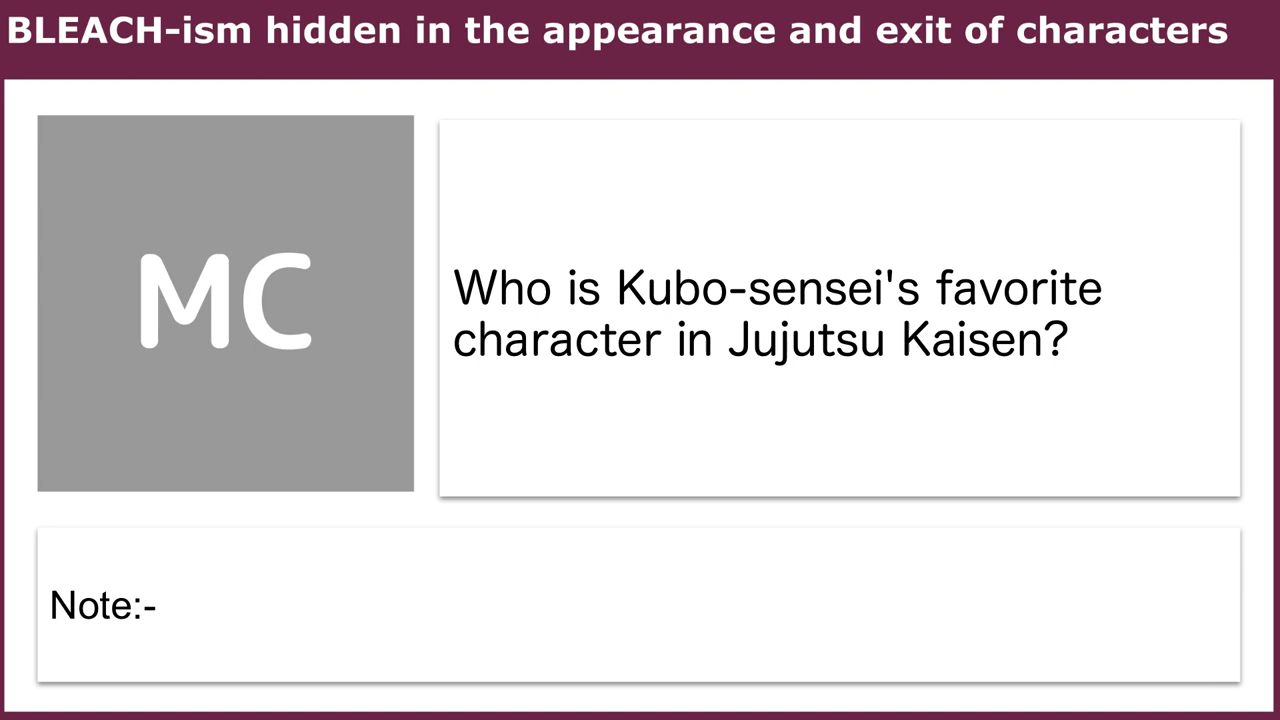 BLEACH-ism hidden in the appearance and exit of characters
MC
Who is Kubo-sensei's favorite
character in Jujutsu Kaisen?
Note:-